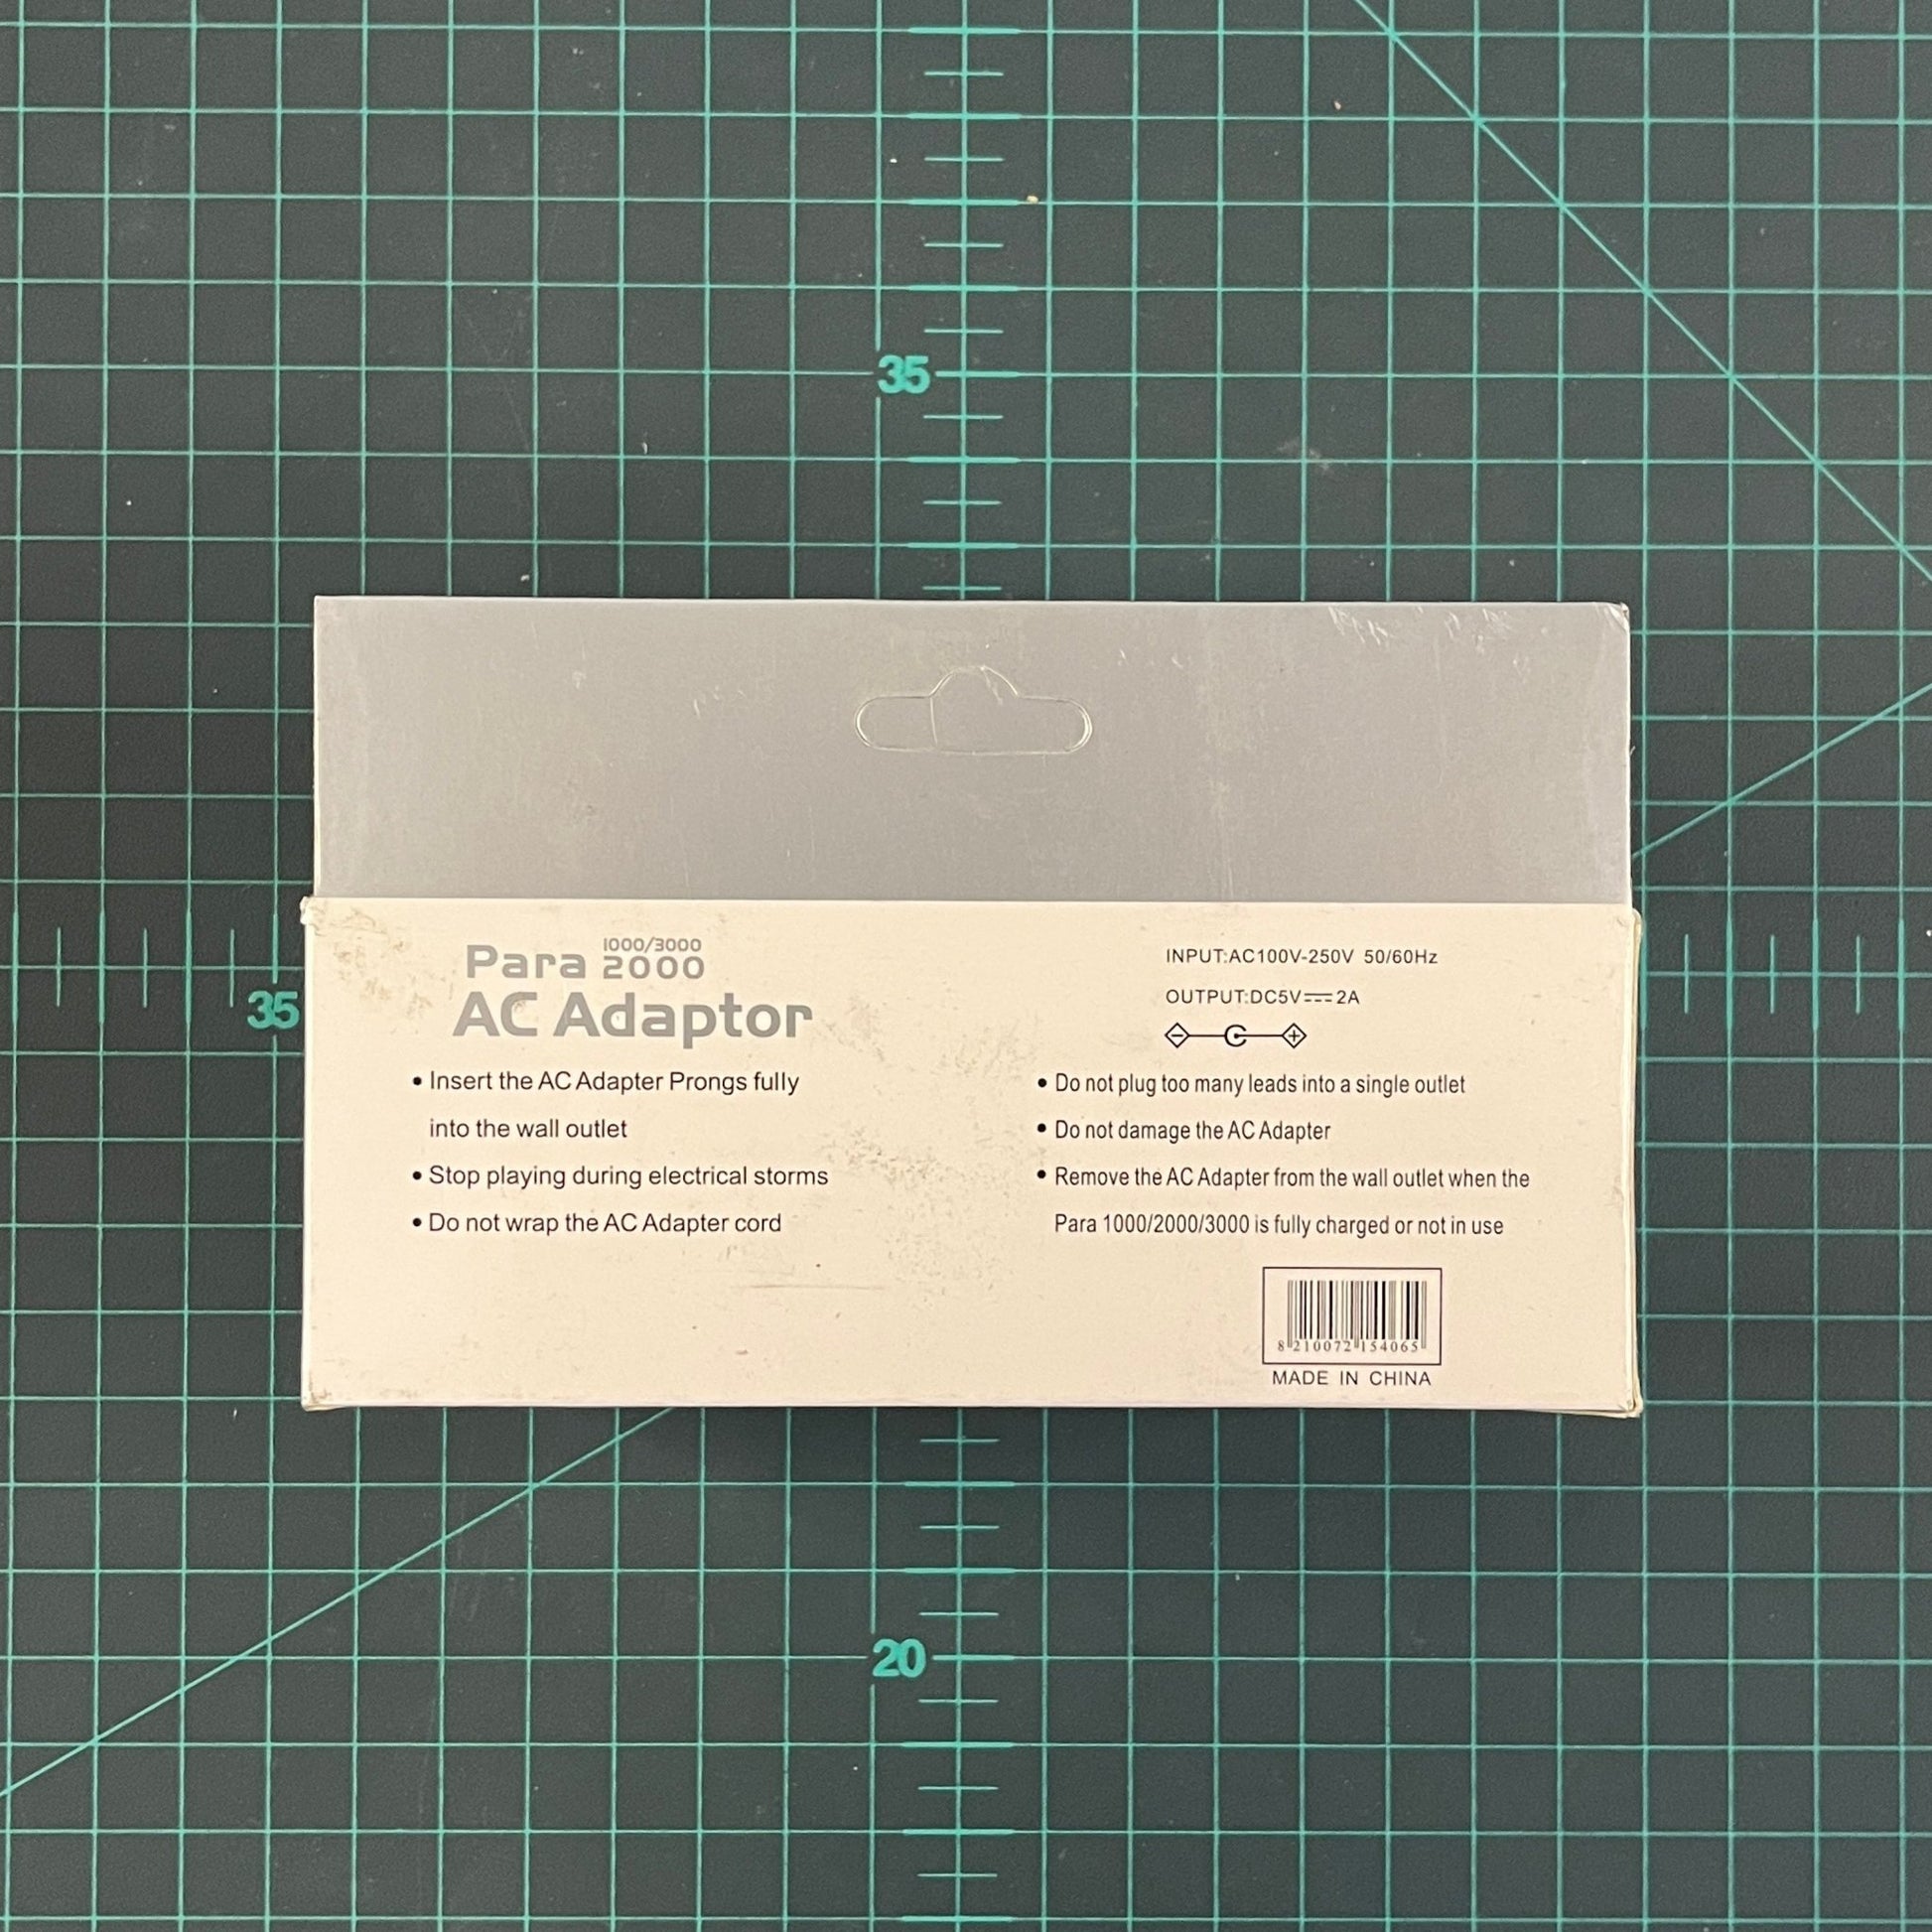 35
35
1000/3000
Para 2000
AC Adaptor
• Insert the AC Adapter Prongs fully
into the wall outlet
• Stop playing during electrical storms
• Do not wrap the AC Adapter cord
INPUT:AC100V-250V 50/60Hz
OUTPUT:DC5V⎓2A
• Do not plug too many leads into a single outlet
• Do not damage the AC Adapter
• Remove the AC Adapter from the wall outlet when the
Para 1000/2000/3000 is fully charged or not in use
8 210072 154065
MADE IN CHINA
20